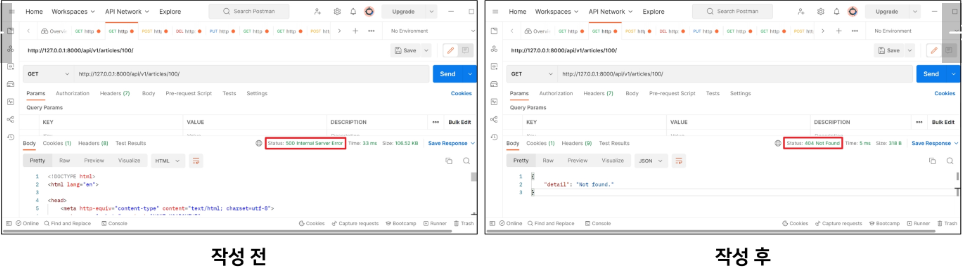 Home Workspaces API Network Explore Search Postman Upgrade
Overvi GET http GET http POST http GET http PUT http GET http GET http POST http No Environment
http://127.0.0.1:8000/api/v1/articles/100/ Save
GET http://127.0.0.1:8000/api/v1/articles/100/ Send
Params Authorization Headers (7) Body Pre-request Script Tests Settings Cookies
Query Params
KEY VALUE DESCRIPTION Bulk Edit
Body Cookies (1) Headers (9) Test Results Status: 500 Internal Server Error Time: 33 ms Size: 106.52 KB Save Response
Pretty Raw Preview Visualize HTML
1 <!DOCTYPE html>
2 <html lang="en">
3
4 <head>
5 <meta http-equiv="content-type" content="text/html; charset=utf-8">
Online Find and Replace Console Cookies Capture requests Bootcamp Runner Trash
작성 전
Home Workspaces API Network Explore Search Postman Upgrade
Overvi GET http GET http POST http GET http PUT http GET http GET http POST http No Environment
http://127.0.0.1:8000/api/v1/articles/100/ Save
GET http://127.0.0.1:8000/api/v1/articles/100/ Send
Params Authorization Headers (7) Body Pre-request Script Tests Settings Cookies
Query Params
KEY VALUE DESCRIPTION Bulk Edit
Body Cookies (1) Headers (10) Test Results Status: 404 Not Found Time: 5 ms Size: 318 B Save Response
Pretty Raw Preview Visualize JSON
1 {
2 "detail": "Not found."
3 }
Online Find and Replace Console Cookies Capture requests Bootcamp Runner Trash
작성 후